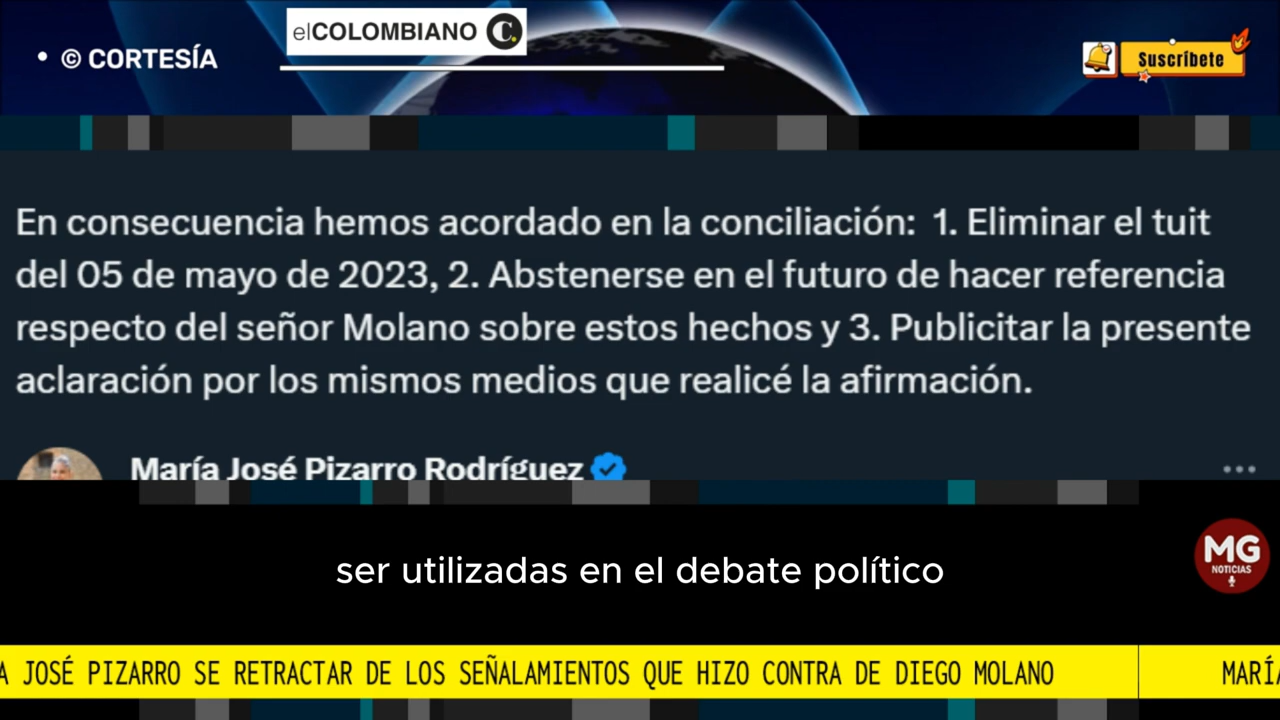 elCOLOMBIANO C.
• © CORTESÍA
Suscríbete
En consecuencia hemos acordado en la conciliación: 1. Eliminar el tuit
del 05 de mayo de 2023, 2. Abstenerse en el futuro de hacer referencia
respecto del señor Molano sobre estos hechos y 3. Publicitar la presente
aclaración por los mismos medios que realicé la afirmación.
María José Pizarro Rodríguez
ser utilizadas en el debate político
MG
NOTICIAS
A JOSÉ PIZARRO SE RETRACTAR DE LOS SEÑALAMIENTOS QUE HIZO CONTRA DE DIEGO MOLANO
MARÍA